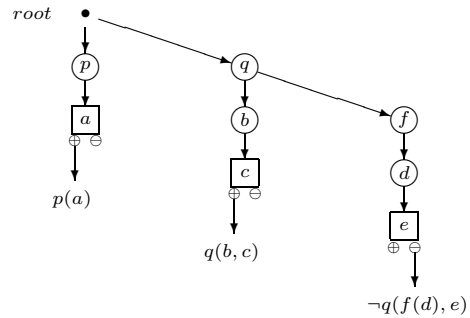 root
p q
a b f
⊕ ⊖ c d
p(a) ⊕ ⊖ e
q(b, c) ⊕ ⊖
¬q(f(d), e)